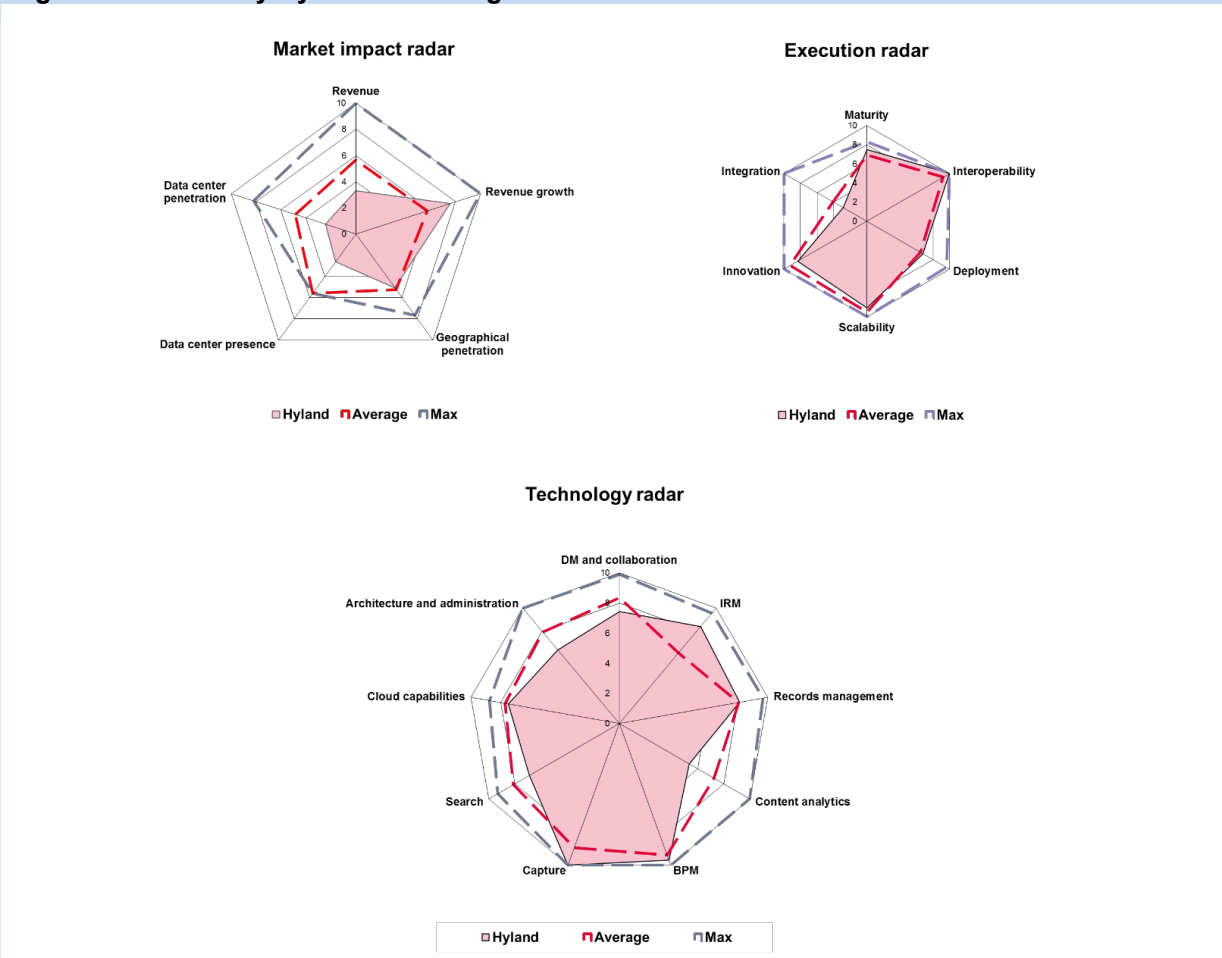 Market impact radar
Revenue
10
8
6
4
2
0
Revenue growth
Geographical
penetration
Data center presence
Data center
penetration
Hyland Average Max
Execution radar
Maturity
10
8
6
4
2
0
Interoperability
Deployment
Scalability
Innovation
Integration
Hyland Average Max
Technology radar
DM and collaboration
10
8
6
4
2
0
IRM
Records management
Content analytics
BPM
Capture
Search
Cloud capabilities
Architecture and administration
Hyland Average Max